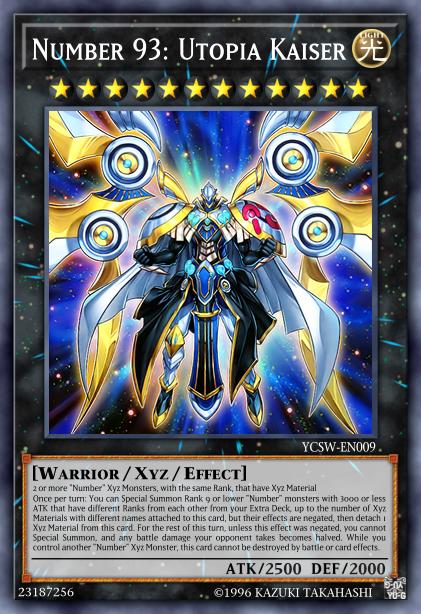 Number 93: Utopia Kaiser
LIGHT
光
YCSW-EN009
[Warrior / Xyz / Effect]
2 or more "Number" Xyz Monsters, with the same Rank, that have Xyz Material
Once per turn: You can Special Summon Rank 9 or lower "Number" monsters with 3000 or less
ATK that have different Ranks from each other from your Extra Deck, up to the number of Xyz
Materials with different names attached to this card, but their effects are negated, then detach 1
Xyz Material from this card. For the rest of this turn, unless this effect was negated, you cannot
Special Summon, and any battle damage your opponent takes becomes halved. While you
control another "Number" Xyz Monster, this card cannot be destroyed by battle or card effects.
ATK/2500 DEF/2000
23187256
©1996 KAZUKI TAKAHASHI